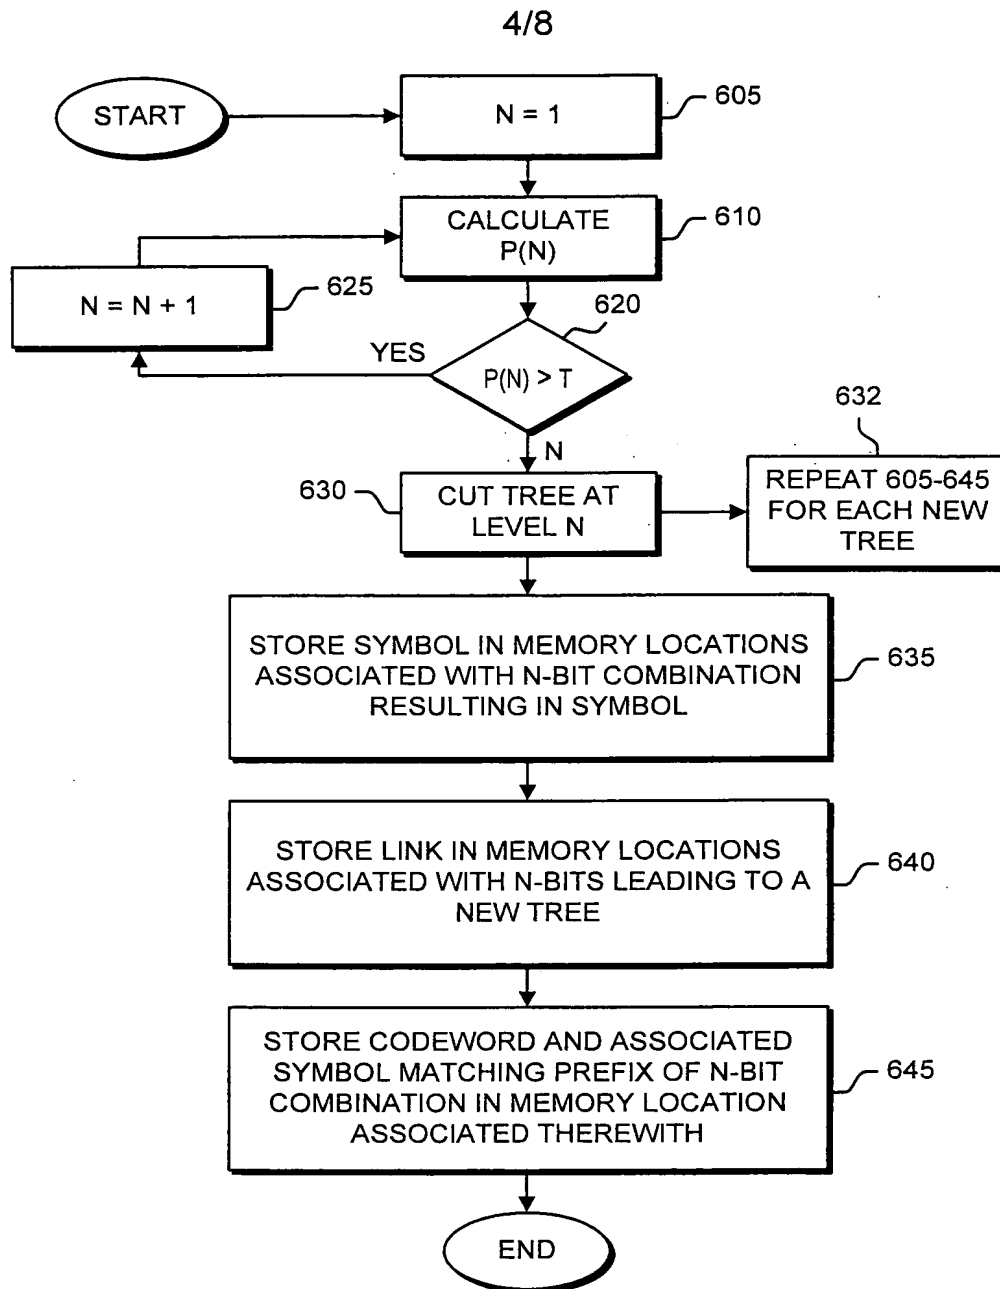 4/8
START
N = 1
605
CALCULATE
P(N)
610
N = N + 1
625
620
YES
P(N) > T
N
632
630
CUT TREE AT
LEVEL N
REPEAT 605-645
FOR EACH NEW
TREE
STORE SYMBOL IN MEMORY LOCATIONS
ASSOCIATED WITH N-BIT COMBINATION
RESULTING IN SYMBOL
635
STORE LINK IN MEMORY LOCATIONS
ASSOCIATED WITH N-BITS LEADING TO A
NEW TREE
640
STORE CODEWORD AND ASSOCIATED
SYMBOL MATCHING PREFIX OF N-BIT
COMBINATION IN MEMORY LOCATION
ASSOCIATED THEREWITH
645
END